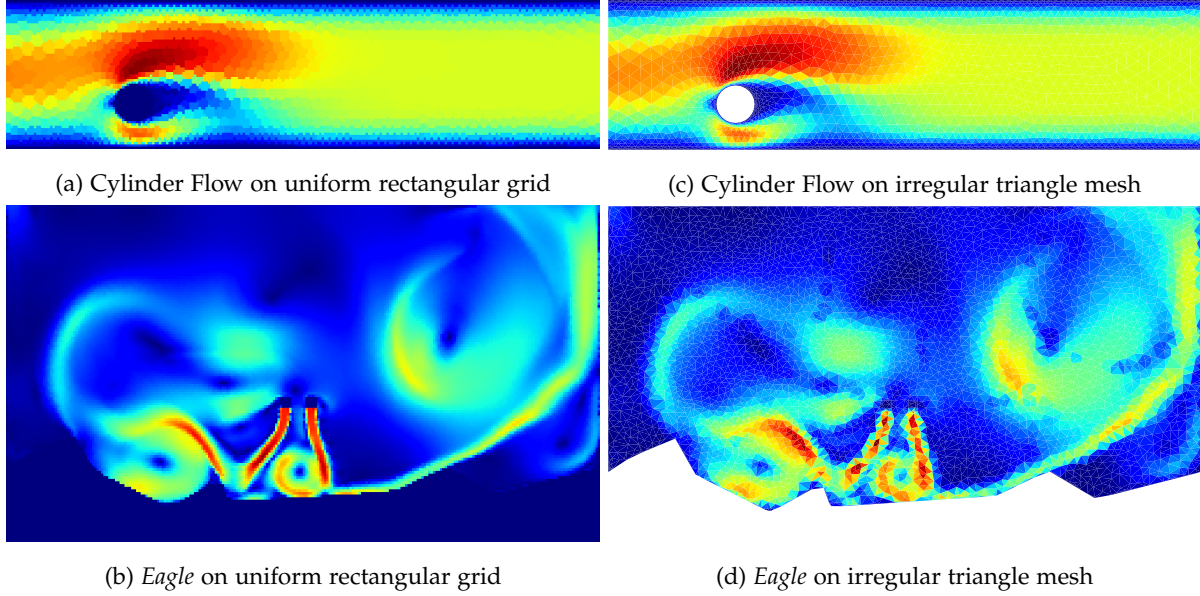 (a) Cylinder Flow on uniform rectangular grid
(c) Cylinder Flow on irregular triangle mesh
(b) Eagle on uniform rectangular grid
(d) Eagle on irregular triangle mesh